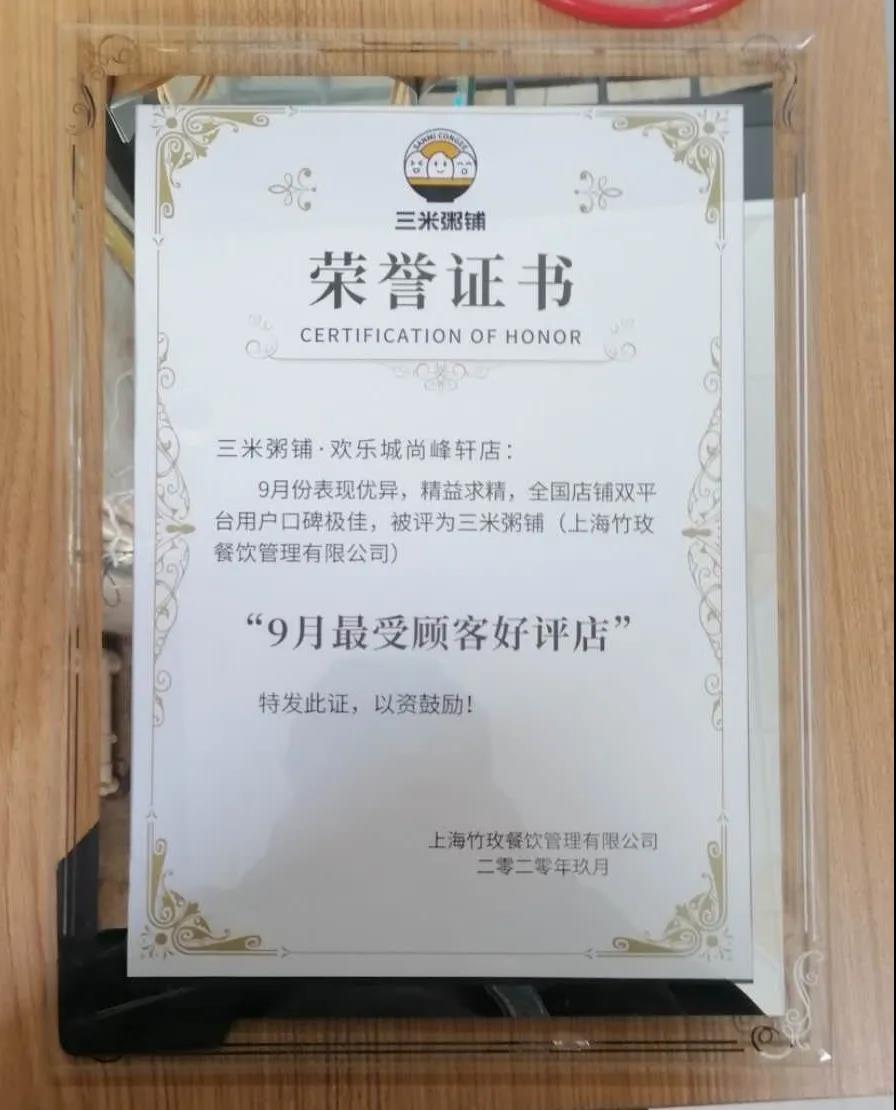 SANMI CONGEE
三米粥铺
荣誉证书
CERTIFICATION OF HONOR
三米粥铺·欢乐城尚峰轩店：
9月份表现优异，精益求精，全国店铺双平
台用户口碑极佳，被评为三米粥铺（上海竹玫
餐饮管理有限公司）
“9月最受顾客好评店”
特发此证，以资鼓励！
上海竹玫餐饮管理有限公司
二零二零年玖月